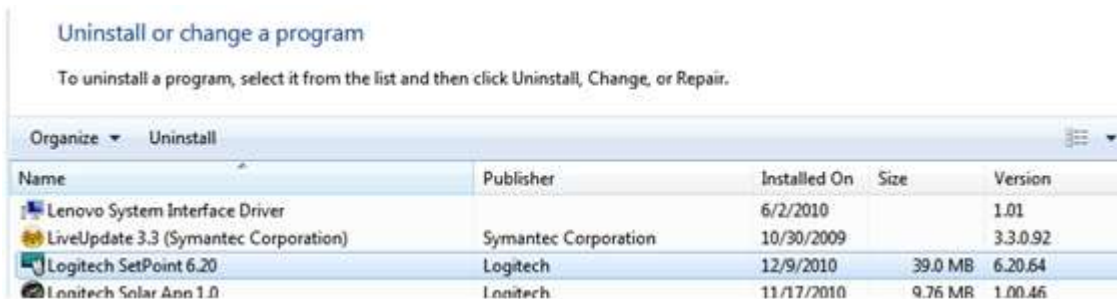 Uninstall or change a program
To uninstall a program, select it from the list and then click Uninstall, Change, or Repair.
Organize Uninstall
Name Publisher Installed On Size Version
Lenovo System Interface Driver 6/2/2010 1.01
LiveUpdate 3.3 (Symantec Corporation) Symantec Corporation 10/30/2009 3.3.0.92
Logitech SetPoint 6.20 Logitech 12/9/2010 39.0 MB 6.20.64
Logitech Solar App 1.0 Logitech 11/17/2010 9.76 MB 1.00.46